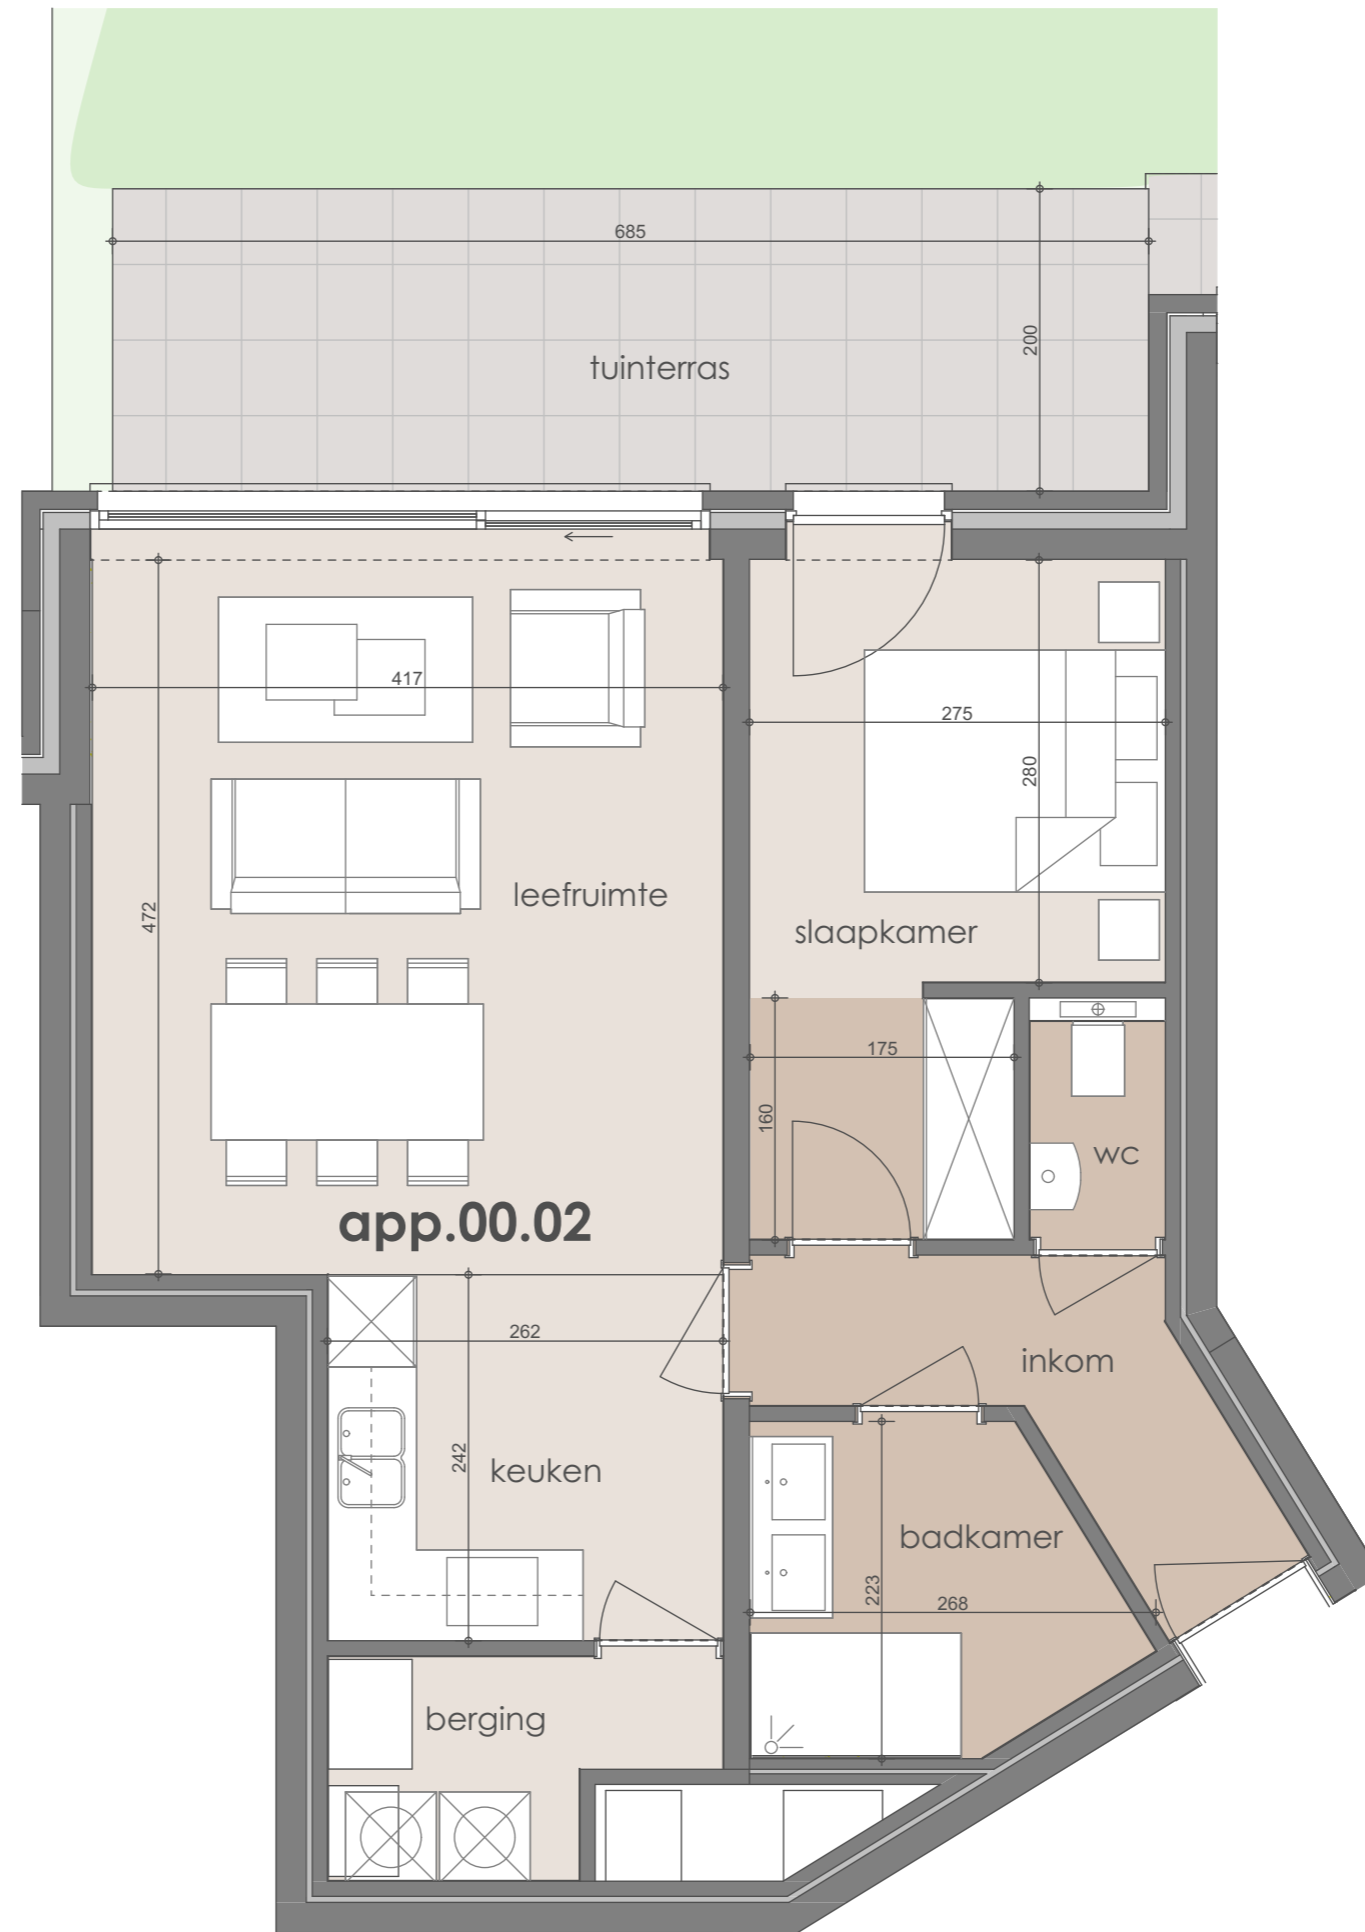 685
200
tuinterras
417
275
280
472
leefruimte
slaapkamer
175
160
wc
app.00.02
262
inkom
242
keuken
badkamer
223
268
berging